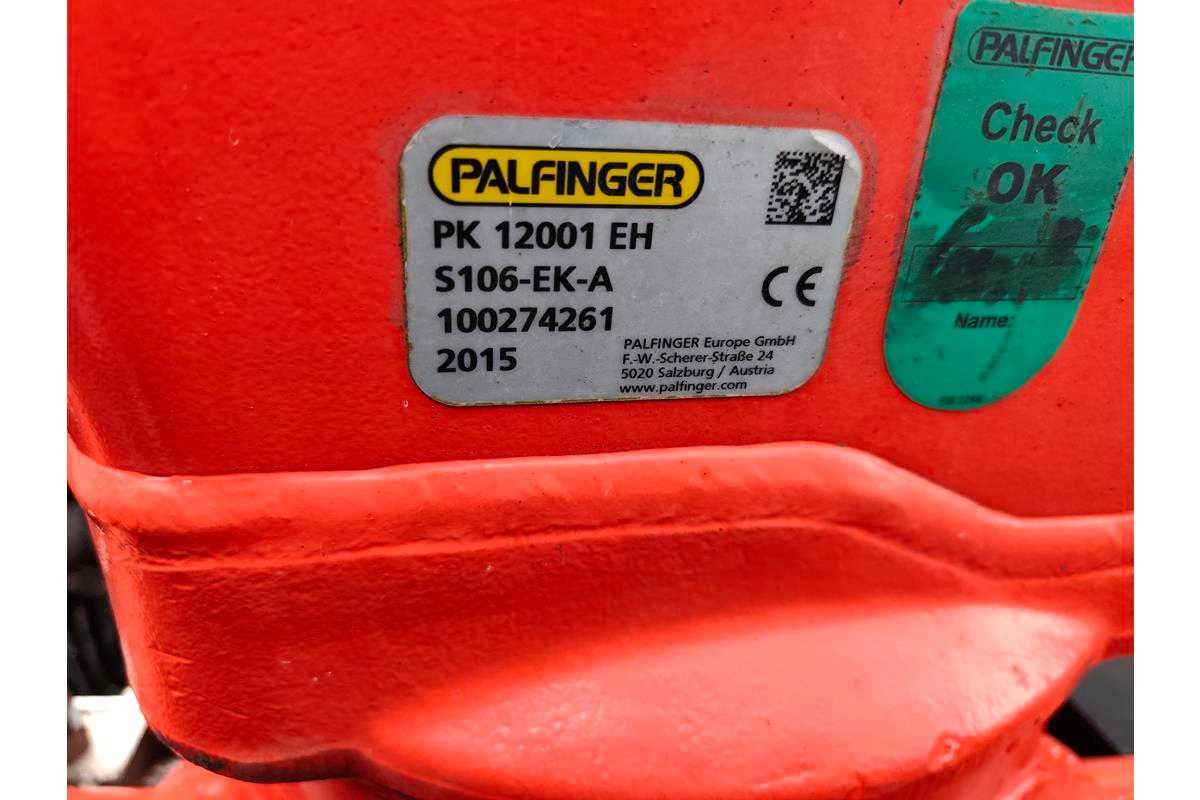 PALFINGER
PK 12001 EH
S106-EK-A
100274261
2015
CE
PALFINGER Europe GmbH
F.-W.-Scherer-Straße 24
5020 Salzburg / Austria
www.palfinger.com
PALFINGER
Check
OK
Name: